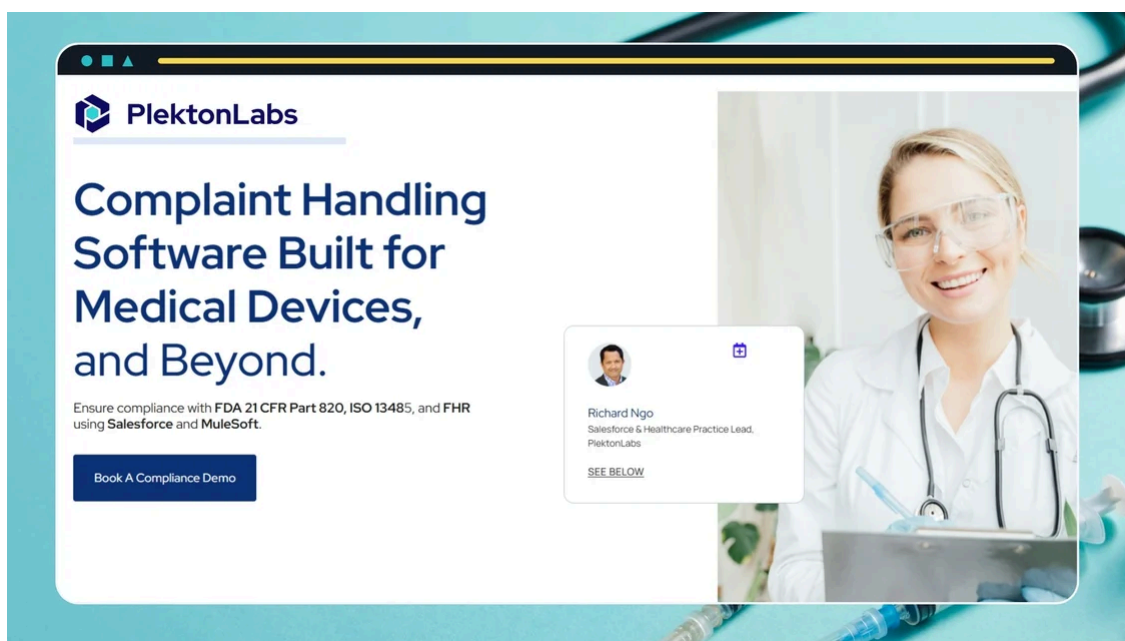 PlektonLabs
Complaint Handling
Software Built for
Medical Devices,
and Beyond.
Ensure compliance with FDA 21 CFR Part 820, ISO 13485, and FHR
using Salesforce and MuleSoft.
Book A Compliance Demo
Richard Ngo
Salesforce & Healthcare Practice Lead,
PlektonLabs
SEE BELOW